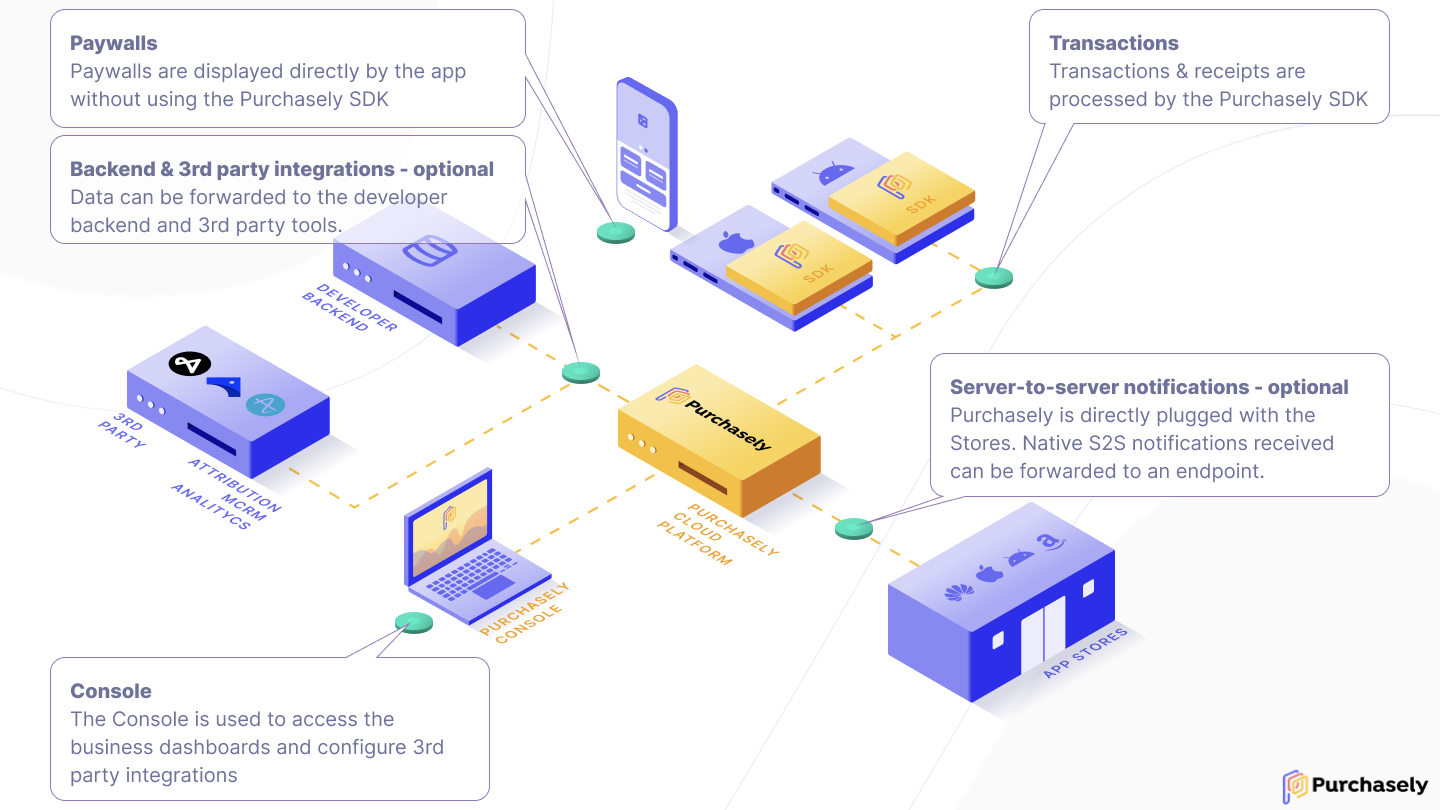 Paywalls
Paywalls are displayed directly by the app
without using the Purchasely SDK
Transactions
Transactions & receipts are
processed by the Purchasely SDK
Backend & 3rd party integrations - optional
Data can be forwarded to the developer
backend and 3rd party tools.
SDK
SDK
DEVELOPER
BACKEND
Purchasely
3RD
PARTY
ATTRIBUTION
MCRM
ANALITYCS
Server-to-server notifications - optional
Purchasely is directly plugged with the
Stores. Native S2S notifications received
can be forwarded to an endpoint.
PURCHASELY
CLOUD
PLATFORM
PURCHASELY
CONSOLE
APP STORES
Console
The Console is used to access the
business dashboards and configure 3rd
party integrations
Purchasely